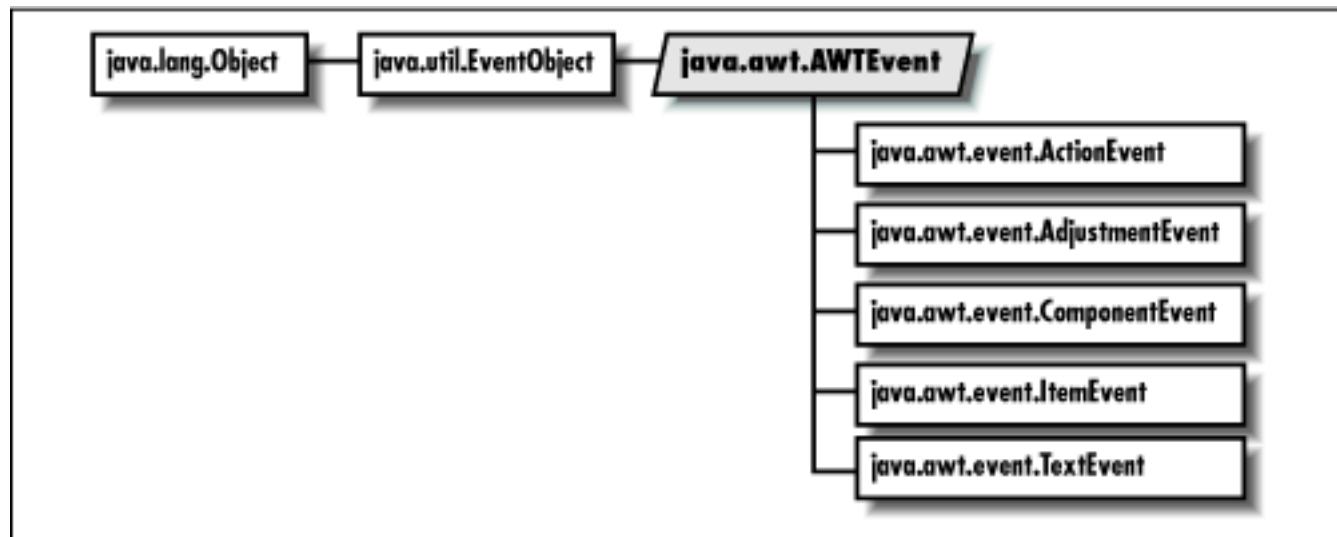 java.lang.Object java.util.EventObject java.awt.AWTEvent
java.awt.event.ActionEvent
java.awt.event.AdjustmentEvent
java.awt.event.ComponentEvent
java.awt.event.ItemEvent
java.awt.event.TextEvent